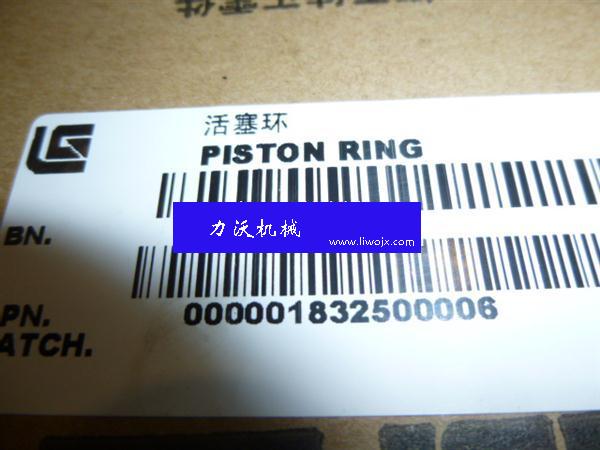 活塞环
PISTON RING
BN.
力沃机械
www.liwojx.com
PN.
000001832500006
ATCH.